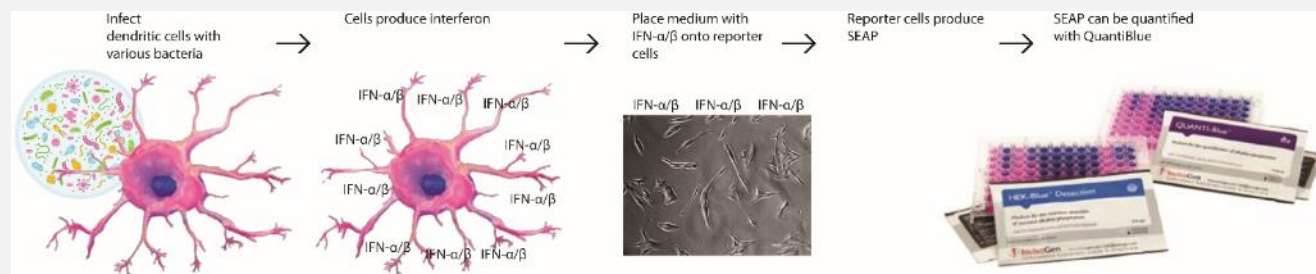 Infect
dendritic cells with
various bacteria
Cells produce interferon
Place medium with
IFN-α/β onto reporter
cells
Reporter cells produce
SEAP
SEAP can be quantified
with QuantiBlue
IFN-α/β
IFN-α/β
IFN-α/β
IFN-α/β
IFN-α/β
IFN-α/β
IFN-α/β
IFN-α/β
IFN-α/β
IFN-α/β
IFN-α/β IFN-α/β IFN-α/β
QUANTI-Blue™
HEK-Blue™ Detection
InvivoGen
InvivoGen